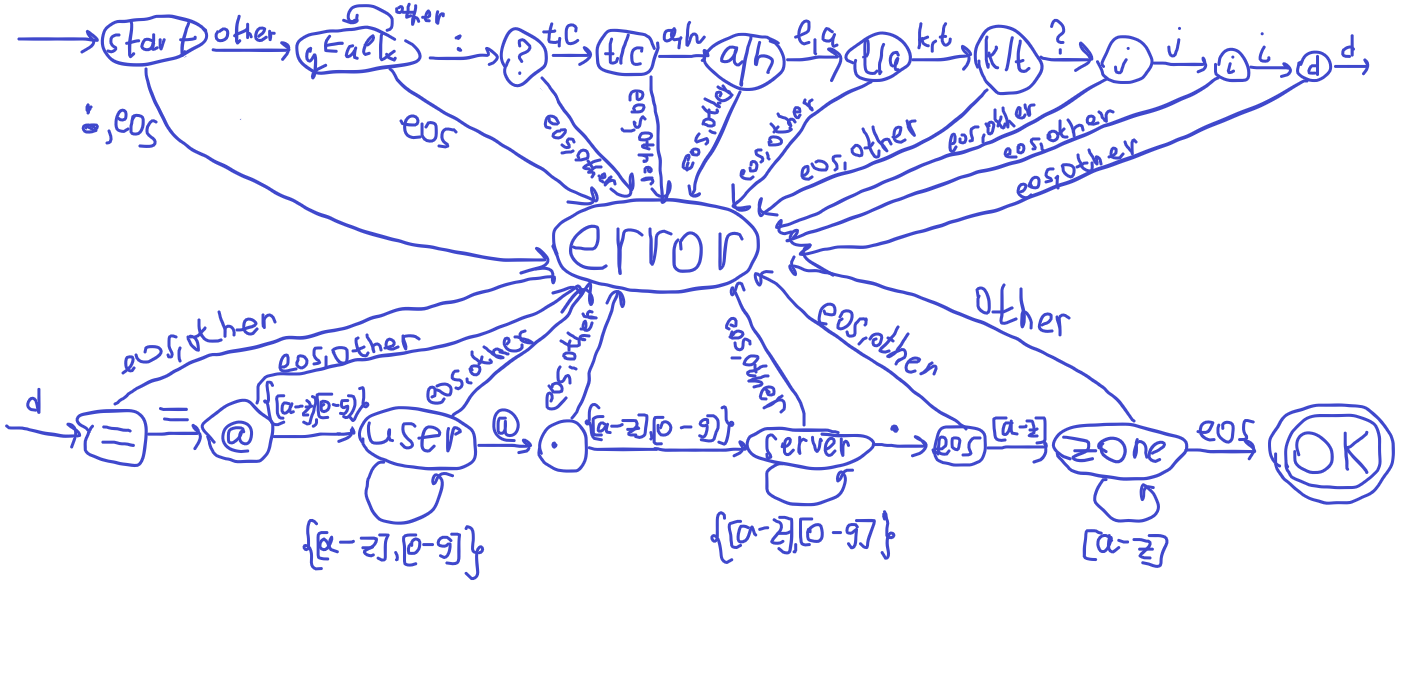 start other gtalk other : ? t,c t/c a,h a/h l,a l/a k,t k/t ? j j i i d d
:,eos eos eos,other eos,other eos,other eos,other eos,other eos,other eos,other eos,other
error
eos,other eos,other eos,other eos,other eos,other eos,other other
d = = @ {[a-z][0-9]} user @ . {[a-z],[0-9]} server . eos [a-z] zone eos OK
{[a-z],[0-9]} {[a-z],[0-9]} [a-z]